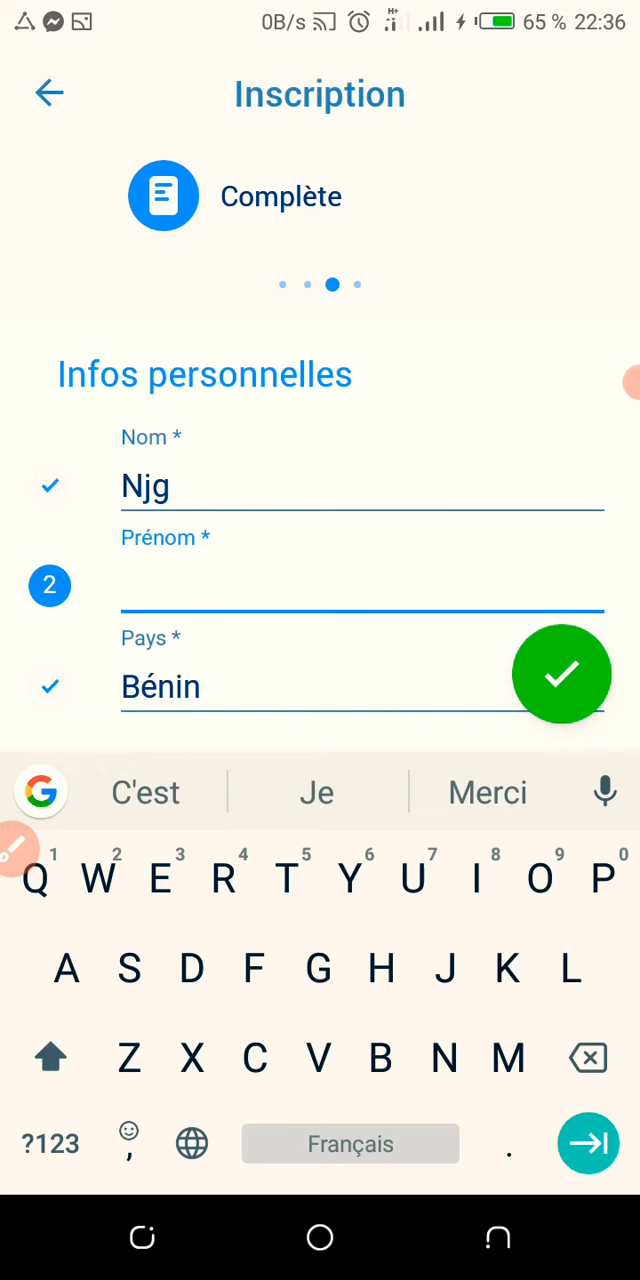 0B/s H+ 65 % 22:36
Inscription
Complète
Infos personnelles
Nom *
Njg
Prénom *
2
Pays *
Bénin
G C'est Je Merci
1 2 3 4 5 6 7 8 9 0
Q W E R T Y U I O P
A S D F G H J K L
Z X C V B N M
?123 , Français .